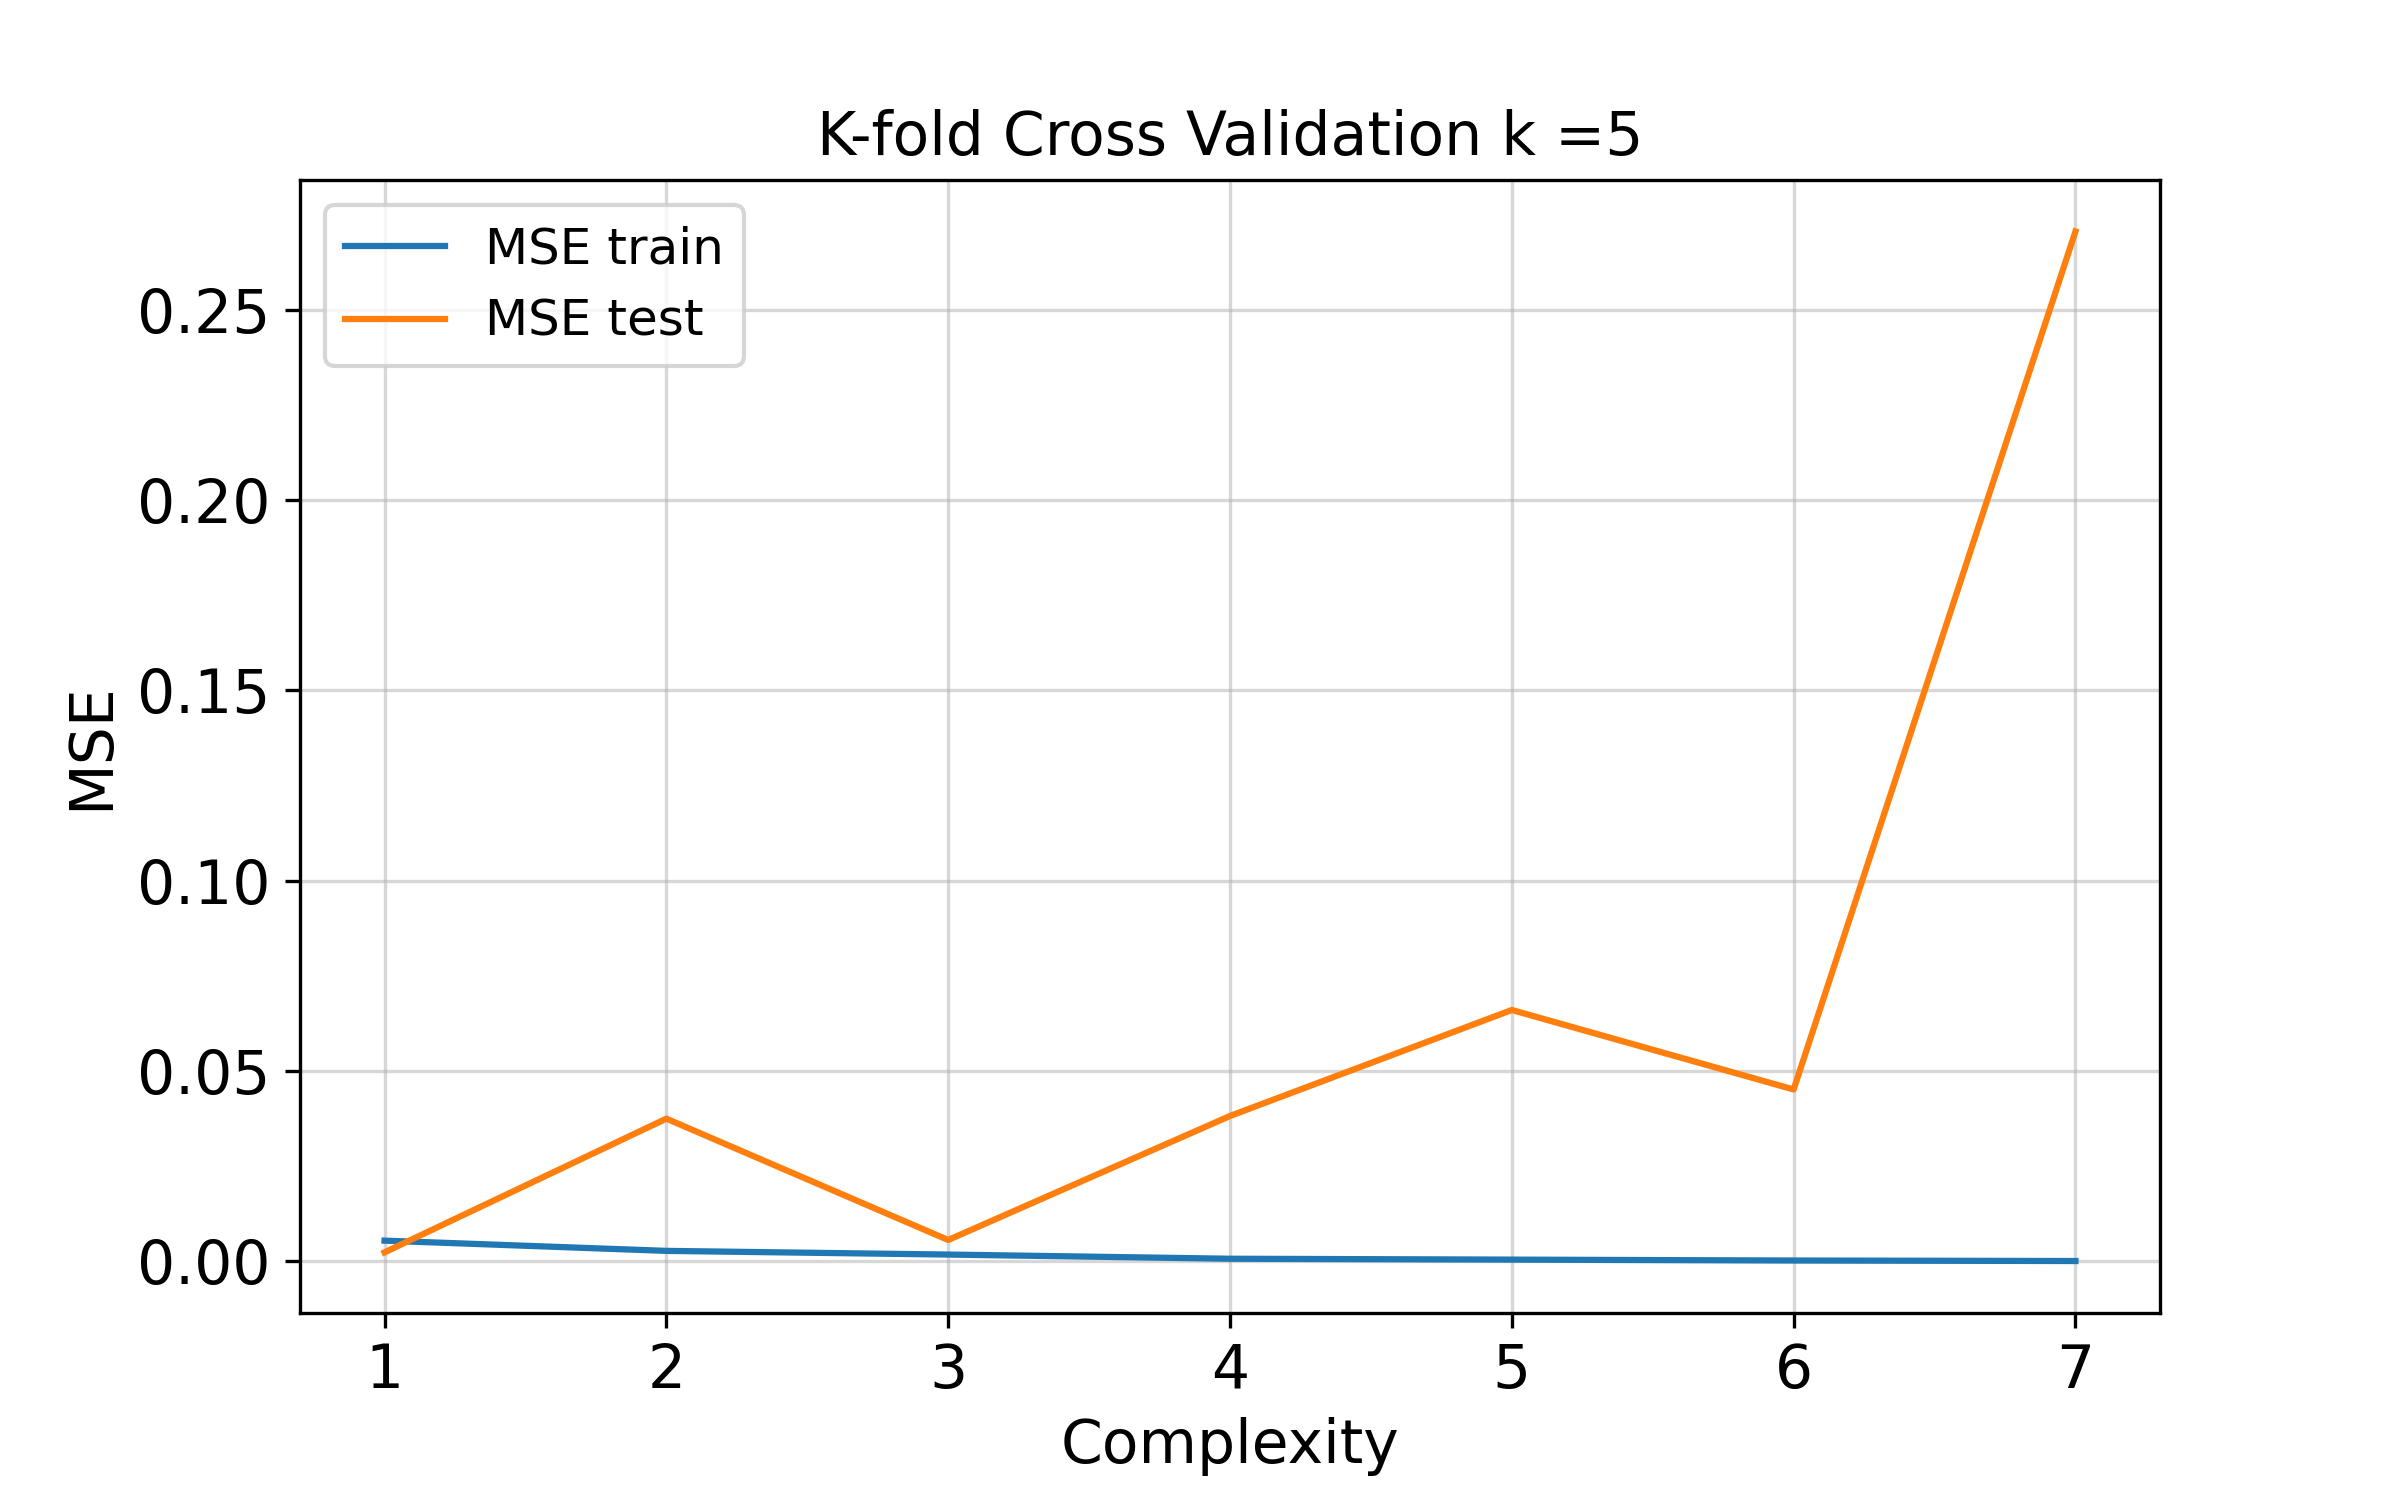 K-fold Cross Validation k =5
MSE train
MSE test
MSE
0.25
0.20
0.15
0.10
0.05
0.00
1 2 3 4 5 6 7
Complexity